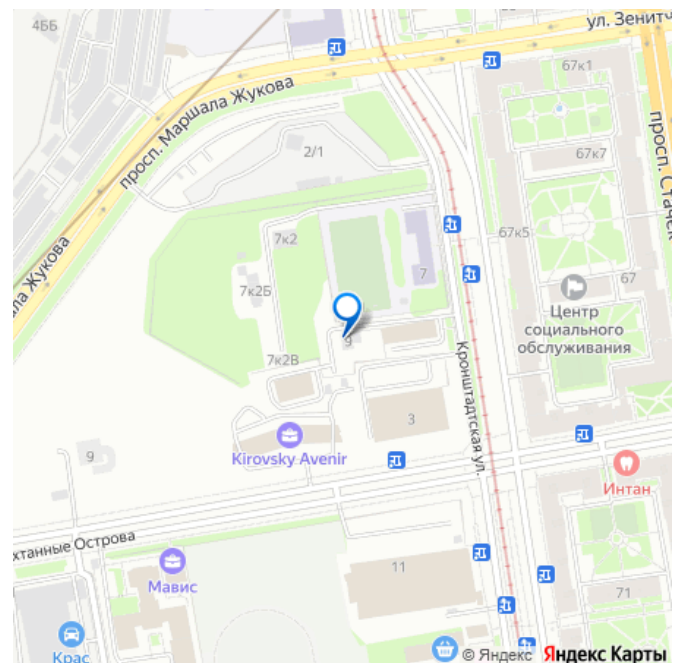 4ББ
ул. Зенитч
67к1
просп. Маршала Жукова
просп. Стачек
2/1
67к7
7к2
67к5
7
67
ла Жукова
7к2Б
Центр
социального
обслуживания
9
7к2В
Кронштадтская ул.
3
Kirovsky Avenir
9
Интан
хтанные Острова
11
Мавис
71
Крас
© Яндекс Яндекс Карты